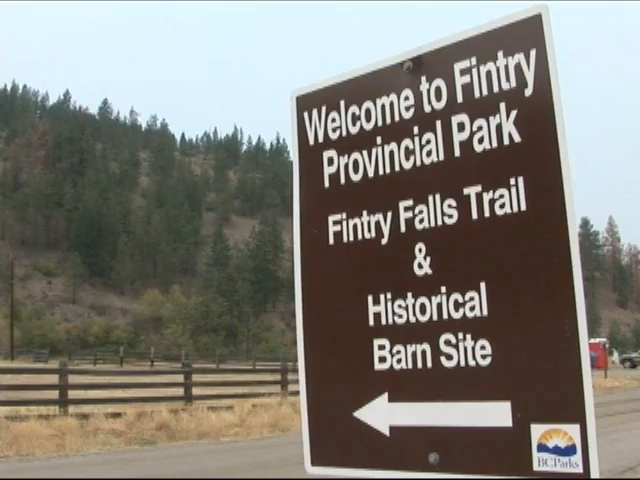 Welcome to Fintry
Provincial Park
Fintry Falls Trail
&
Historical
Barn Site
BC Parks